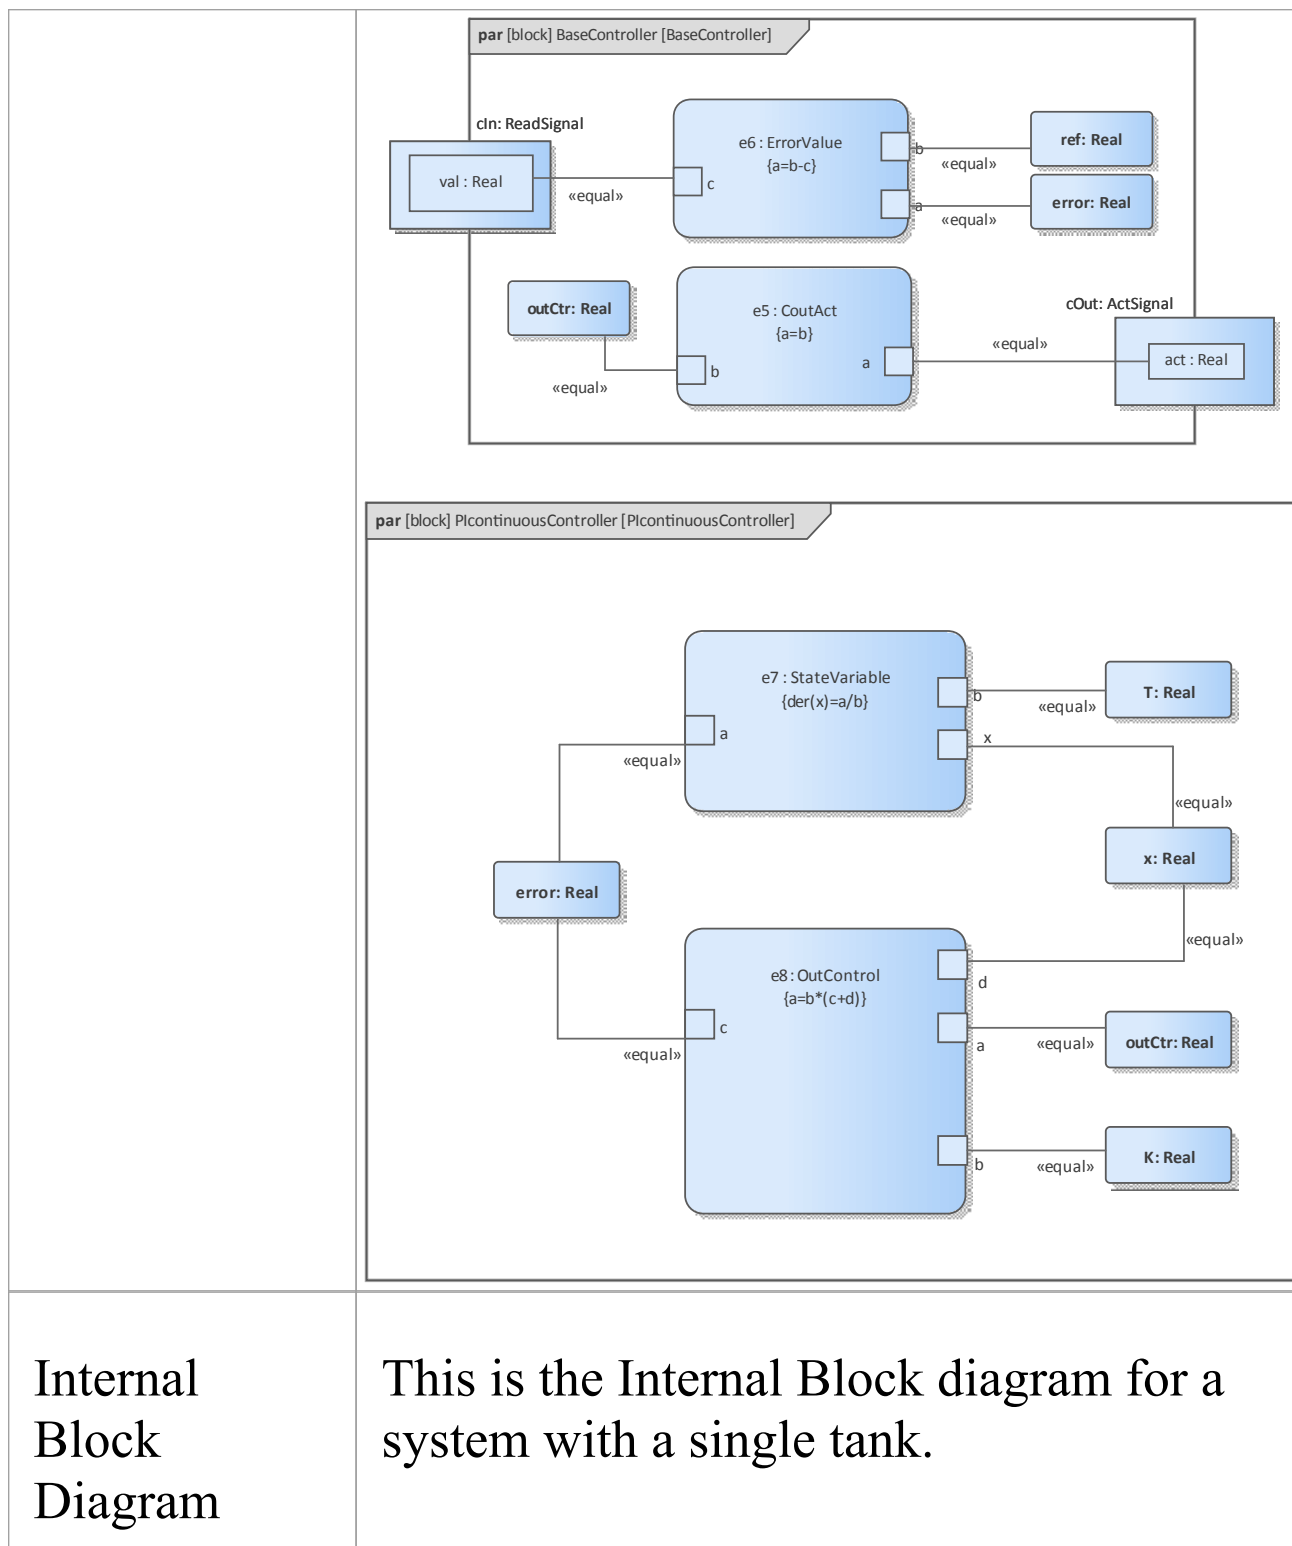 par [block] BaseController [BaseController]
cIn: ReadSignal
val : Real
«equal»
e6 : ErrorValue
{a=b-c}
c
b
a
«equal»
«equal»
ref: Real
error: Real
outCtr: Real
«equal»
e5 : CoutAct
{a=b}
b
a
«equal»
cOut: ActSignal
act : Real
par [block] PIcontinuousController [PIcontinuousController]
e7 : StateVariable
{der(x)=a/b}
a
b
x
«equal»
«equal»
T: Real
«equal»
x: Real
error: Real
«equal»
e8 : OutControl
{a=b*(c+d)}
c
d
a
b
«equal»
«equal»
outCtr: Real
«equal»
K: Real
Internal
Block
Diagram
This is the Internal Block diagram for a
system with a single tank.